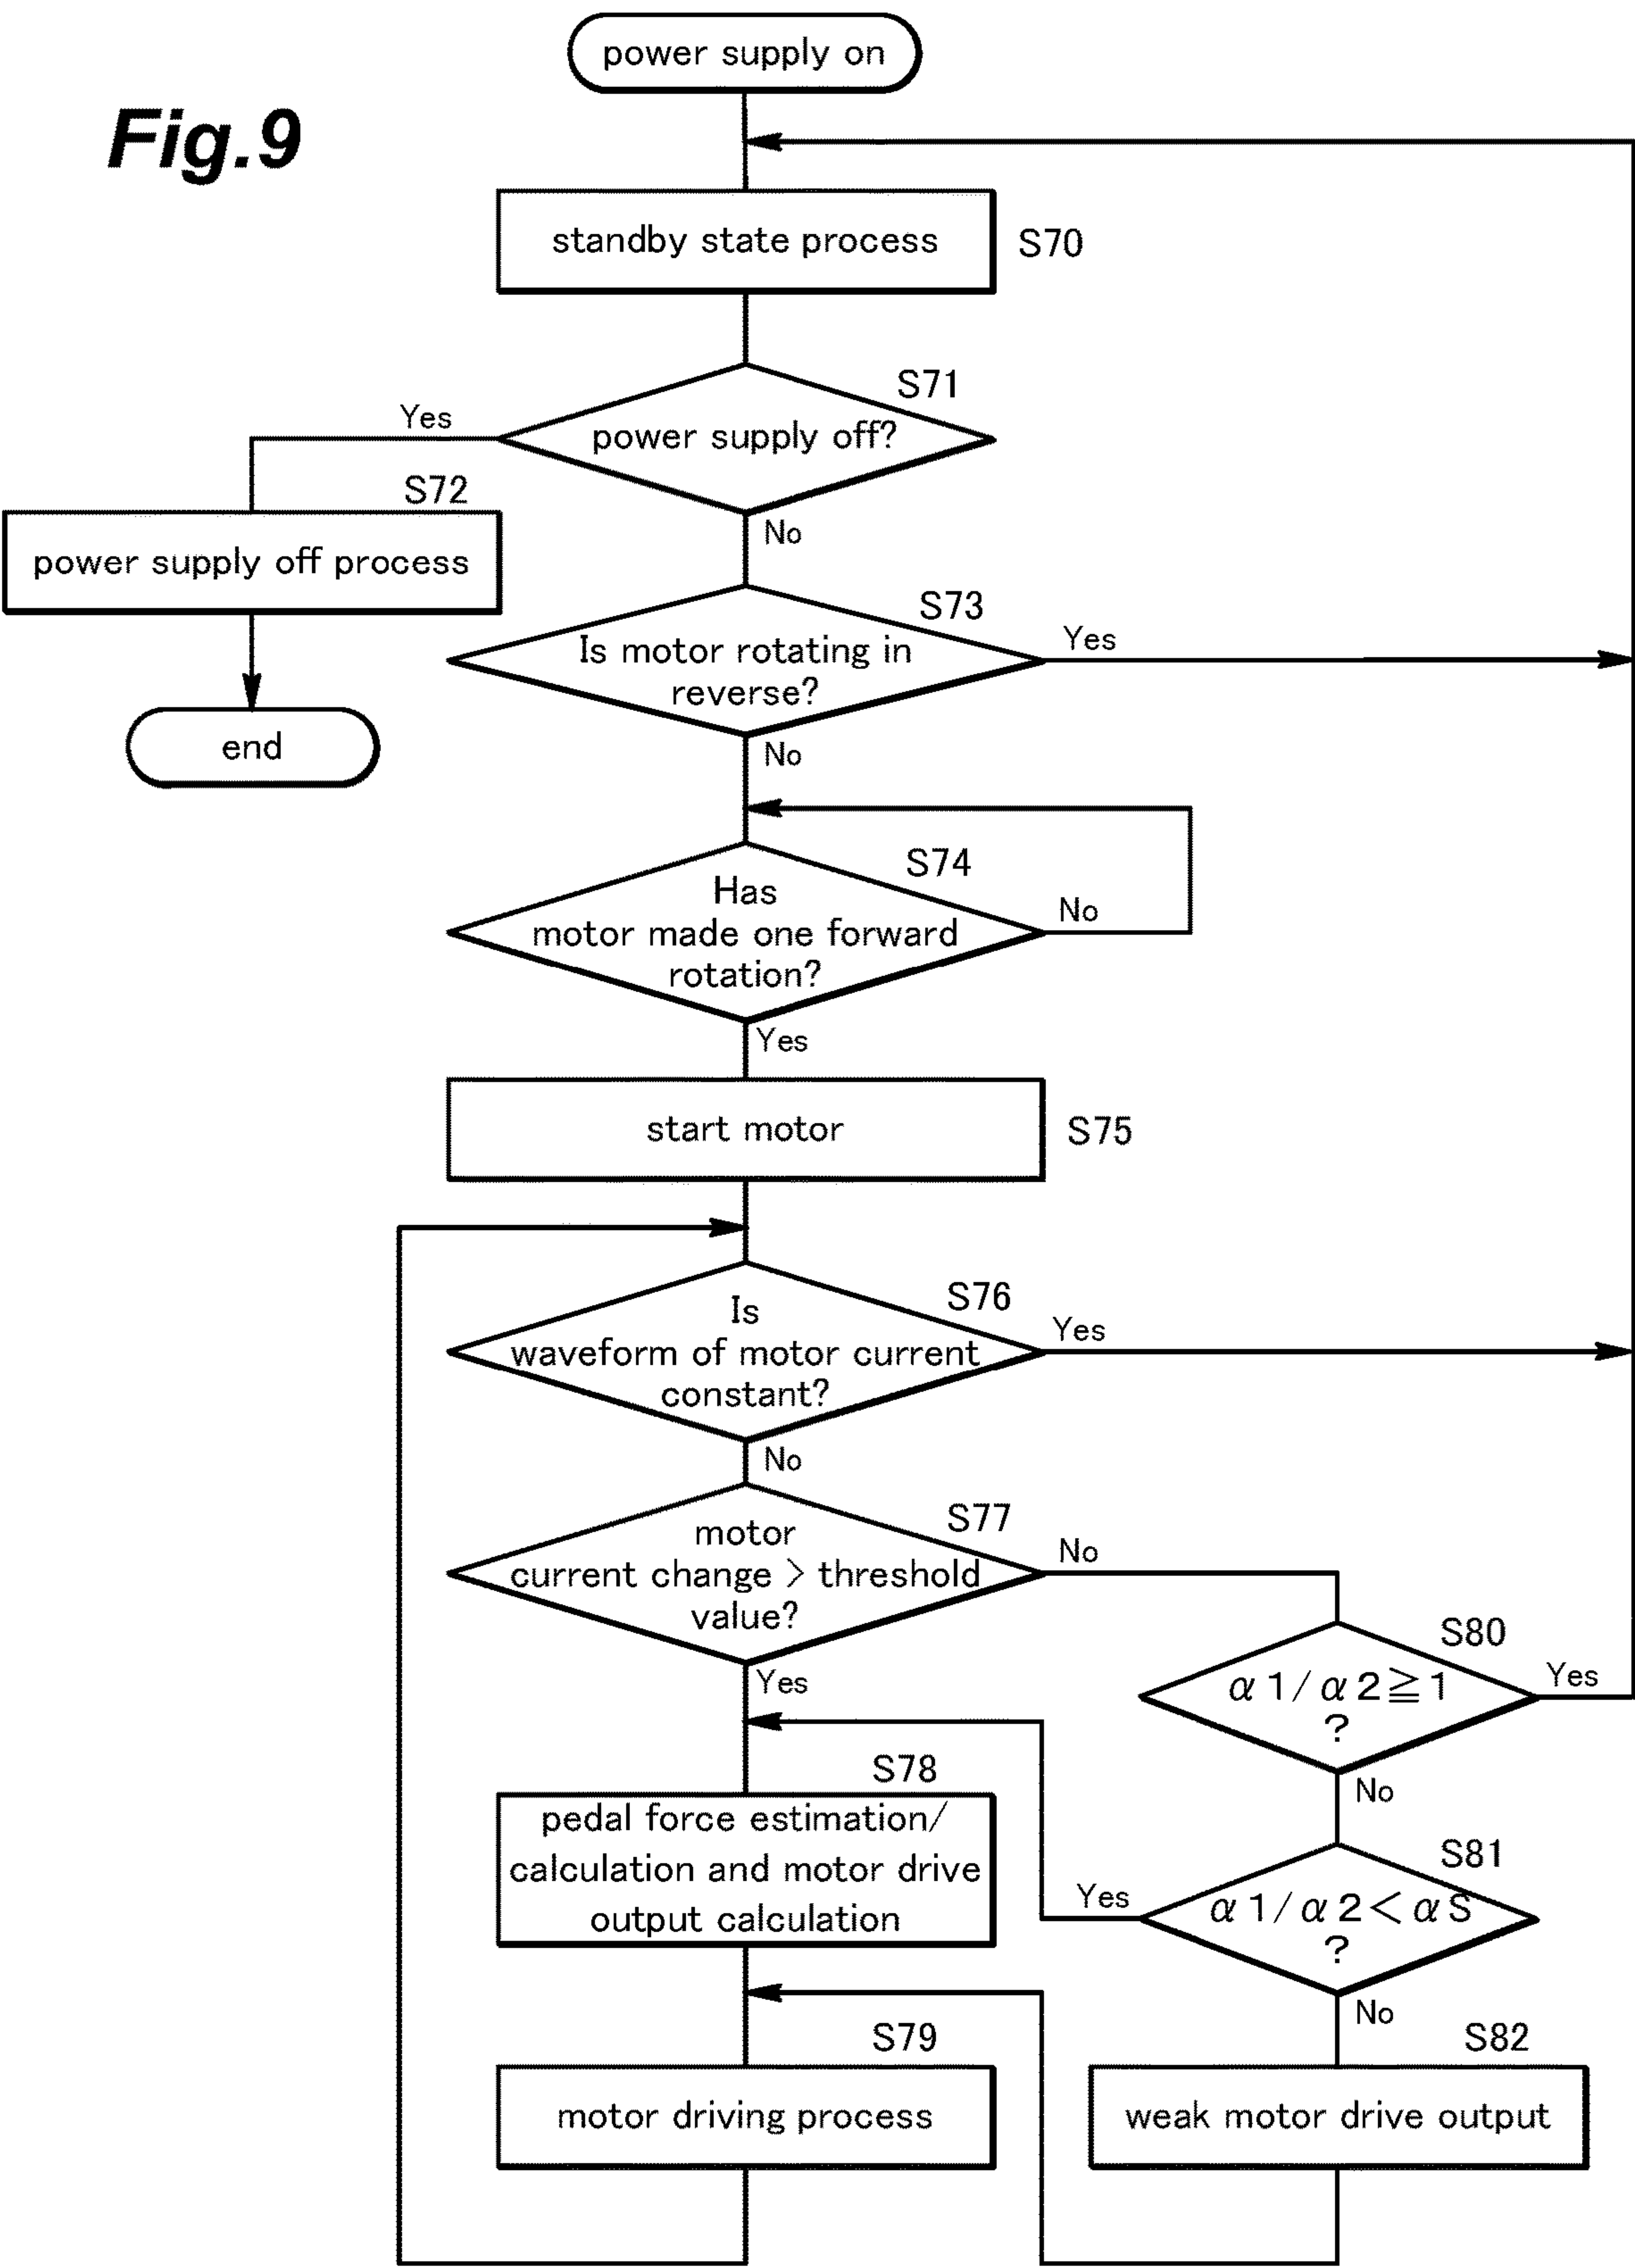 power supply on
Fig.9
standby state process
S70
S71
Yes
power supply off?
S72
No
power supply off process
S73
Is motor rotating in
reverse?
Yes
end
No
S74
Has
motor made one forward
rotation?
No
Yes
start motor
S75
S76
Is
waveform of motor current
constant?
Yes
No
S77
motor
current change > threshold
value?
No
Yes
S80
α1/α2≧1
?
Yes
No
S78
pedal force estimation/
calculation and motor drive
output calculation
S81
Yes
α1/α2<αS
?
No
S79
motor driving process
S82
weak motor drive output